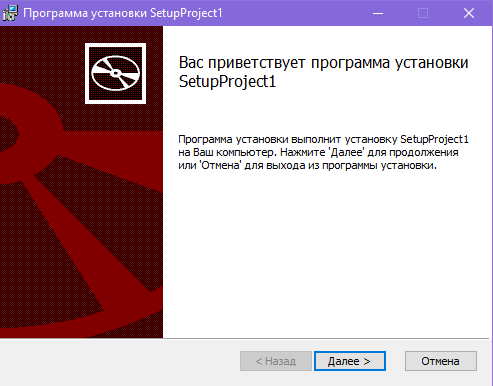 Программа установки SetupProject1
Вас приветствует программа установки
SetupProject1
Программа установки выполнит установку SetupProject1
на Ваш компьютер. Нажмите 'Далее' для продолжения
или 'Отмена' для выхода из программы установки.
< Назад
Далее >
Отмена